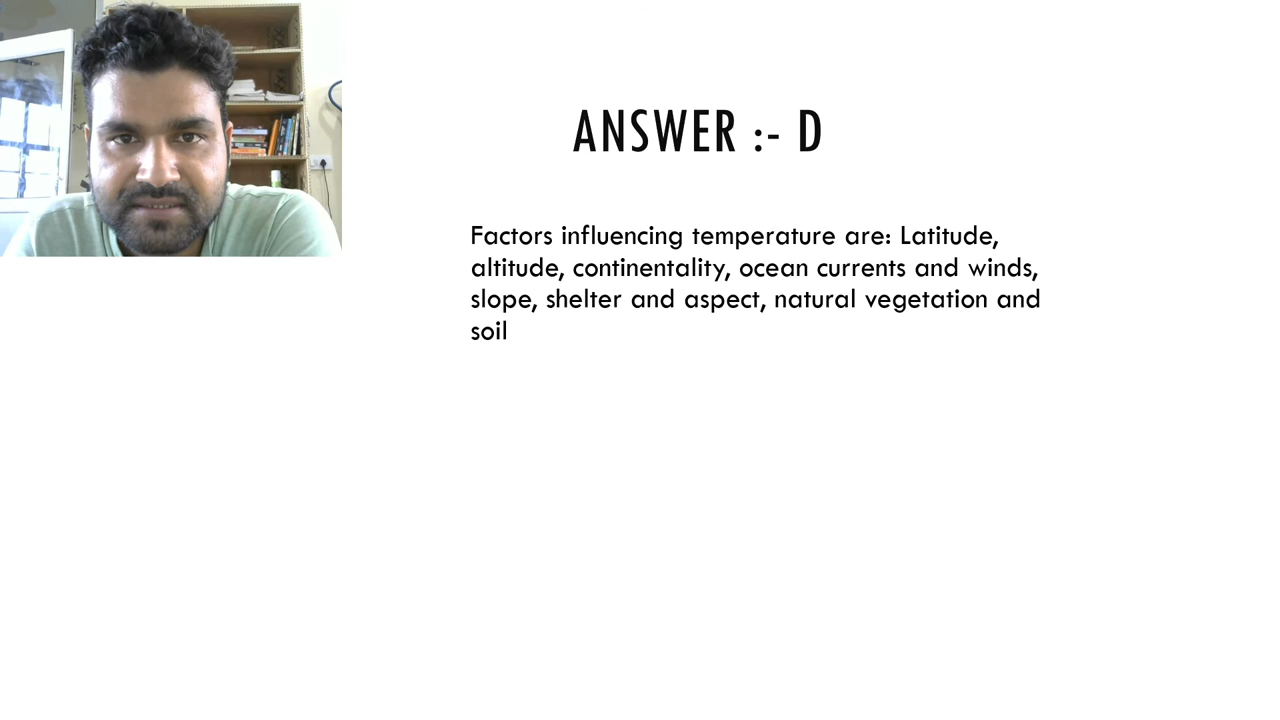 ANSWER :- D
Factors influencing temperature are: Latitude,
altitude, continentality, ocean currents and winds,
slope, shelter and aspect, natural vegetation and
soil